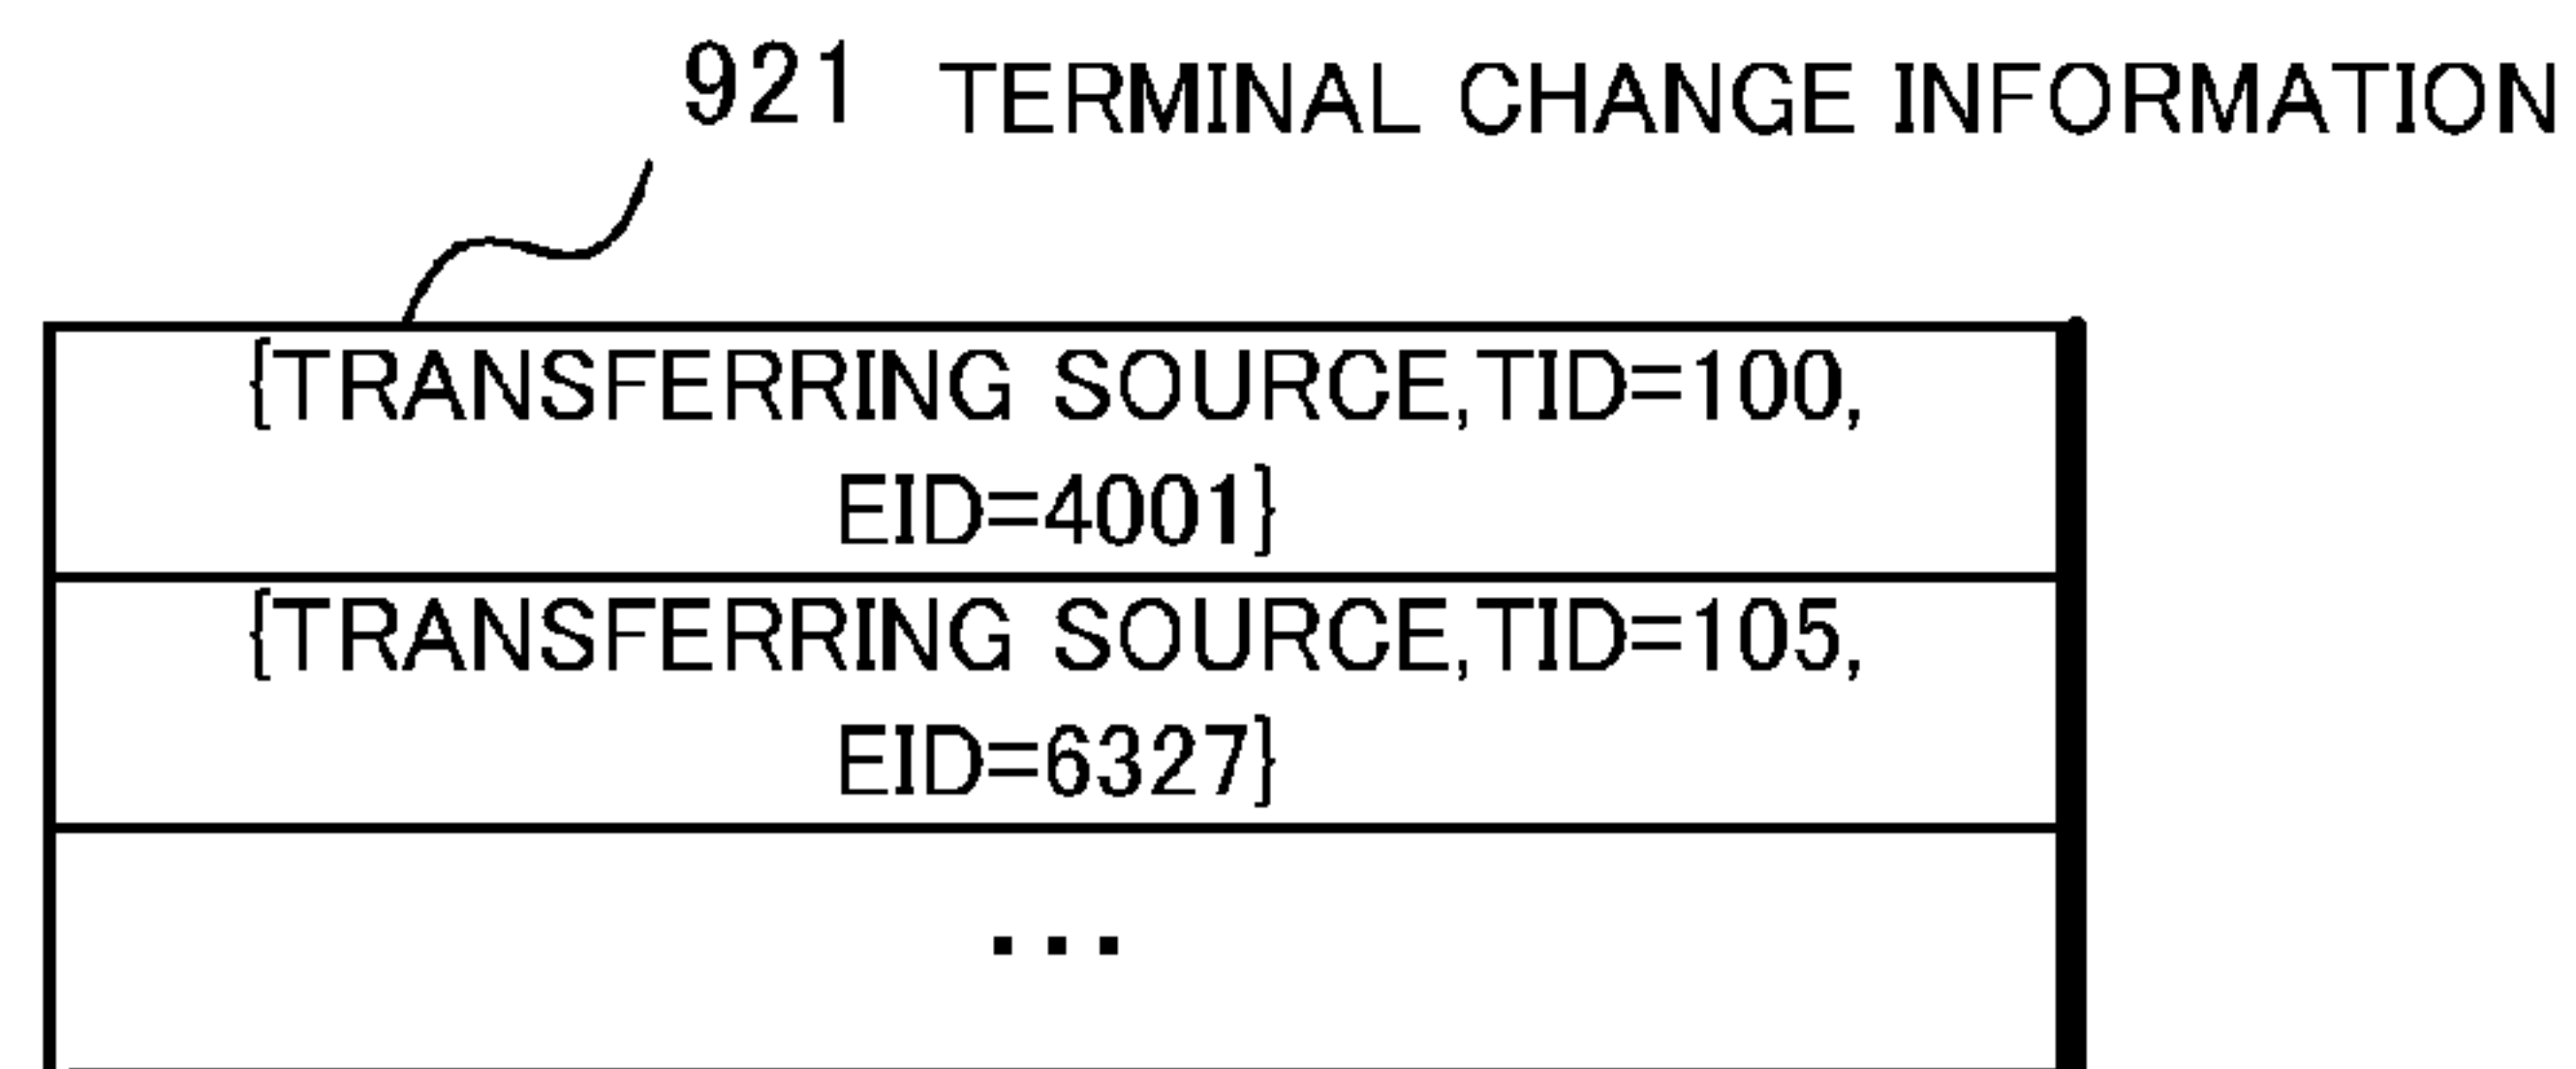 921 TERMINAL CHANGE INFORMATION
{TRANSFERRING SOURCE,TID=100,
EID=4001}
{TRANSFERRING SOURCE,TID=105,
EID=6327}
...